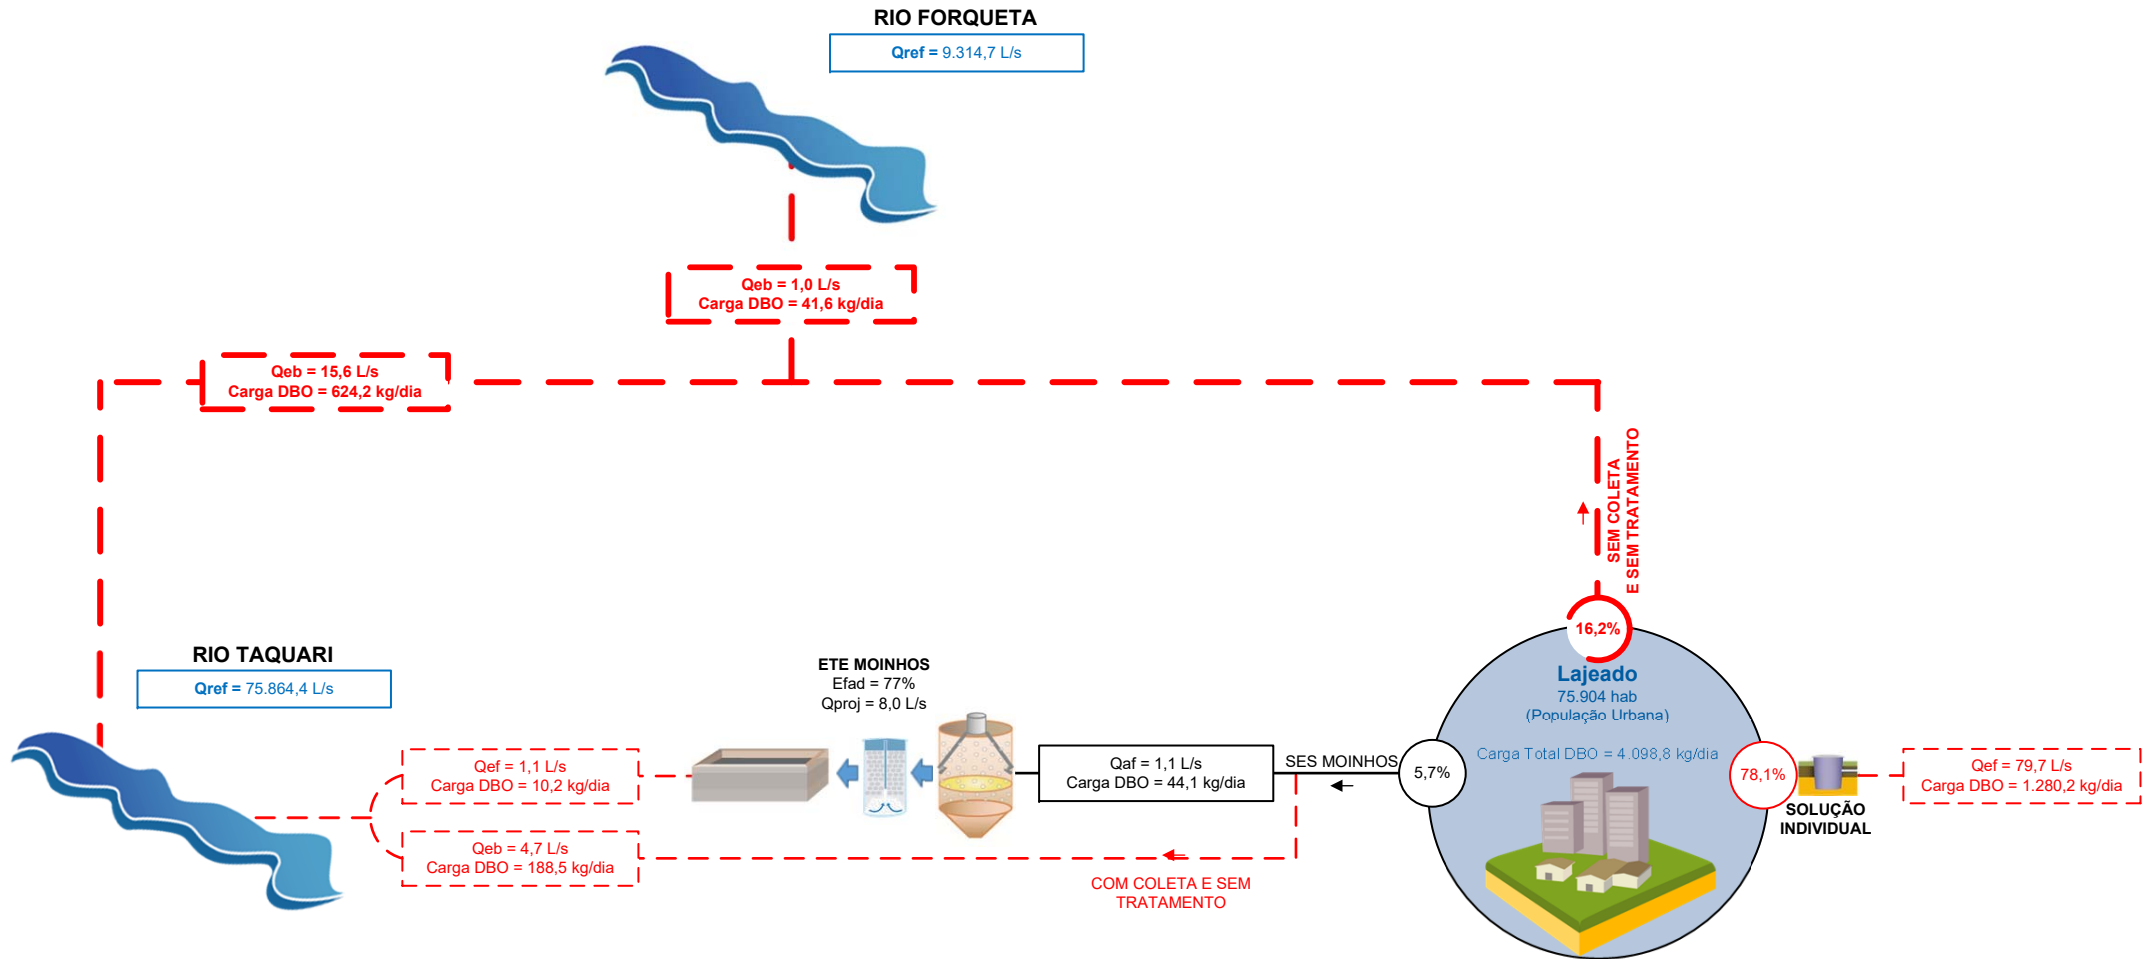 RIO FORQUETA
Qref = 9.314,7 L/s
Qeb = 1,0 L/s
Carga DBO = 41,6 kg/dia
Qeb = 15,6 L/s
Carga DBO = 624,2 kg/dia
SEM COLETA
E SEM TRATAMENTO
16,2%
RIO TAQUARI
Qref = 75.864,4 L/s
ETE MOINHOS
Efad = 77%
Qproj = 8,0 L/s
Lajeado
75.904 hab
(População Urbana)
Carga Total DBO = 4.098,8 kg/dia
Qef = 1,1 L/s
Carga DBO = 10,2 kg/dia
Qaf = 1,1 L/s
Carga DBO = 44,1 kg/dia
SES MOINHOS
5,7%
78,1%
SOLUÇÃO
INDIVIDUAL
Qef = 79,7 L/s
Carga DBO = 1.280,2 kg/dia
Qeb = 4,7 L/s
Carga DBO = 188,5 kg/dia
COM COLETA E SEM
TRATAMENTO